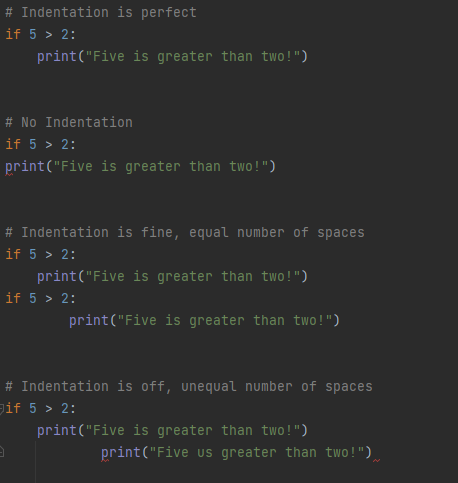 # Indentation is perfect
if 5 > 2:
    print("Five is greater than two!")
# No Indentation
if 5 > 2:
print("Five is greater than two!")
# Indentation is fine, equal number of spaces
if 5 > 2:
    print("Five is greater than two!")
if 5 > 2:
        print("Five is greater than two!")
# Indentation is off, unequal number of spaces
if 5 > 2:
    print("Five is greater than two!")
            print("Five us greater than two!")